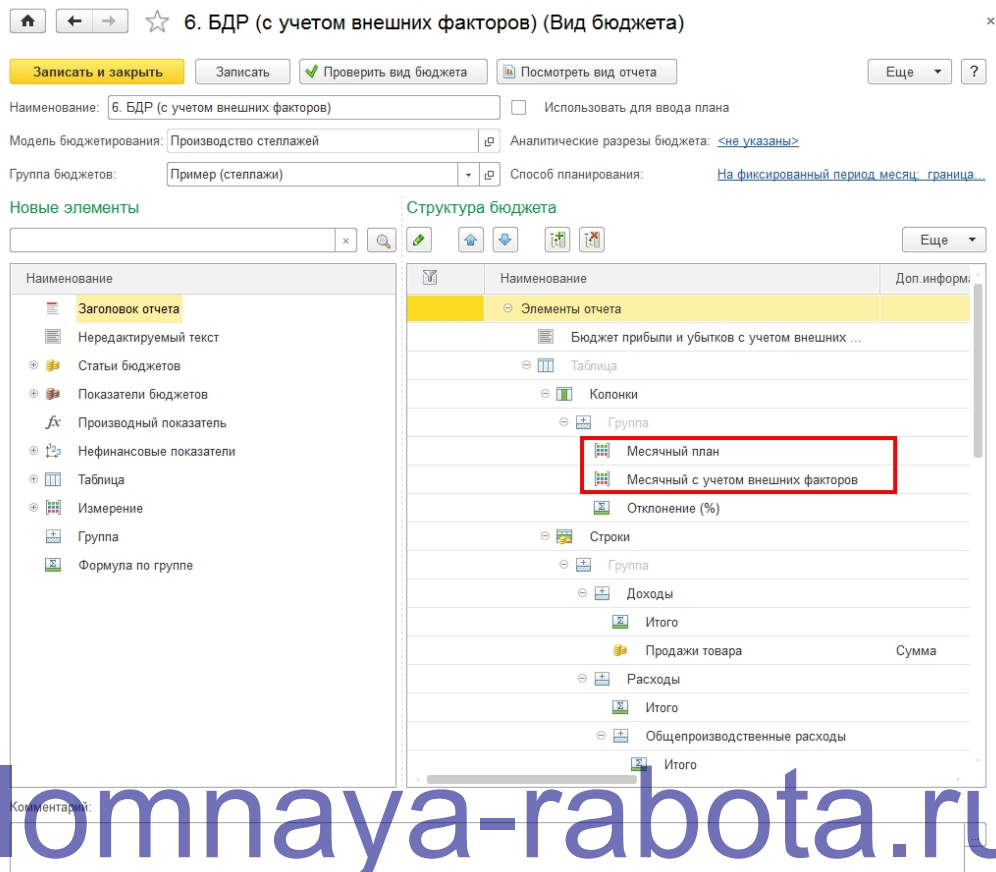 6. БДР (с учетом внешних факторов) (Вид бюджета)
×
Записать и закрыть Записать Проверить вид бюджета Посмотреть вид отчета Еще ?
Наименование: 6. БДР (с учетом внешних факторов) Использовать для ввода плана
Модель бюджетирования: Производство стеллажей Аналитические разрезы бюджета: <не указаны>
Группа бюджетов: Пример (стеллажи) Способ планирования: На фиксированный период месяц; граница...
Новые элементы
Структура бюджета
× Еще
Наименование
Заголовок отчета
Нередактируемый текст
Статьи бюджетов
Показатели бюджетов
fx Производный показатель
Нефинансовые показатели
Таблица
Измерение
Группа
Формула по группе
Наименование Доп.информа
Элементы отчета
Бюджет прибыли и убытков с учетом внешних ...
Таблица
Колонки
Группа
Месячный план
Месячный с учетом внешних факторов
Отклонение (%)
Строки
Группа
Доходы
Итого
Продажи товара Сумма
Расходы
Итого
Общепроизводственные расходы
Итого
Комментарий:
lomnaya-rabota.ru